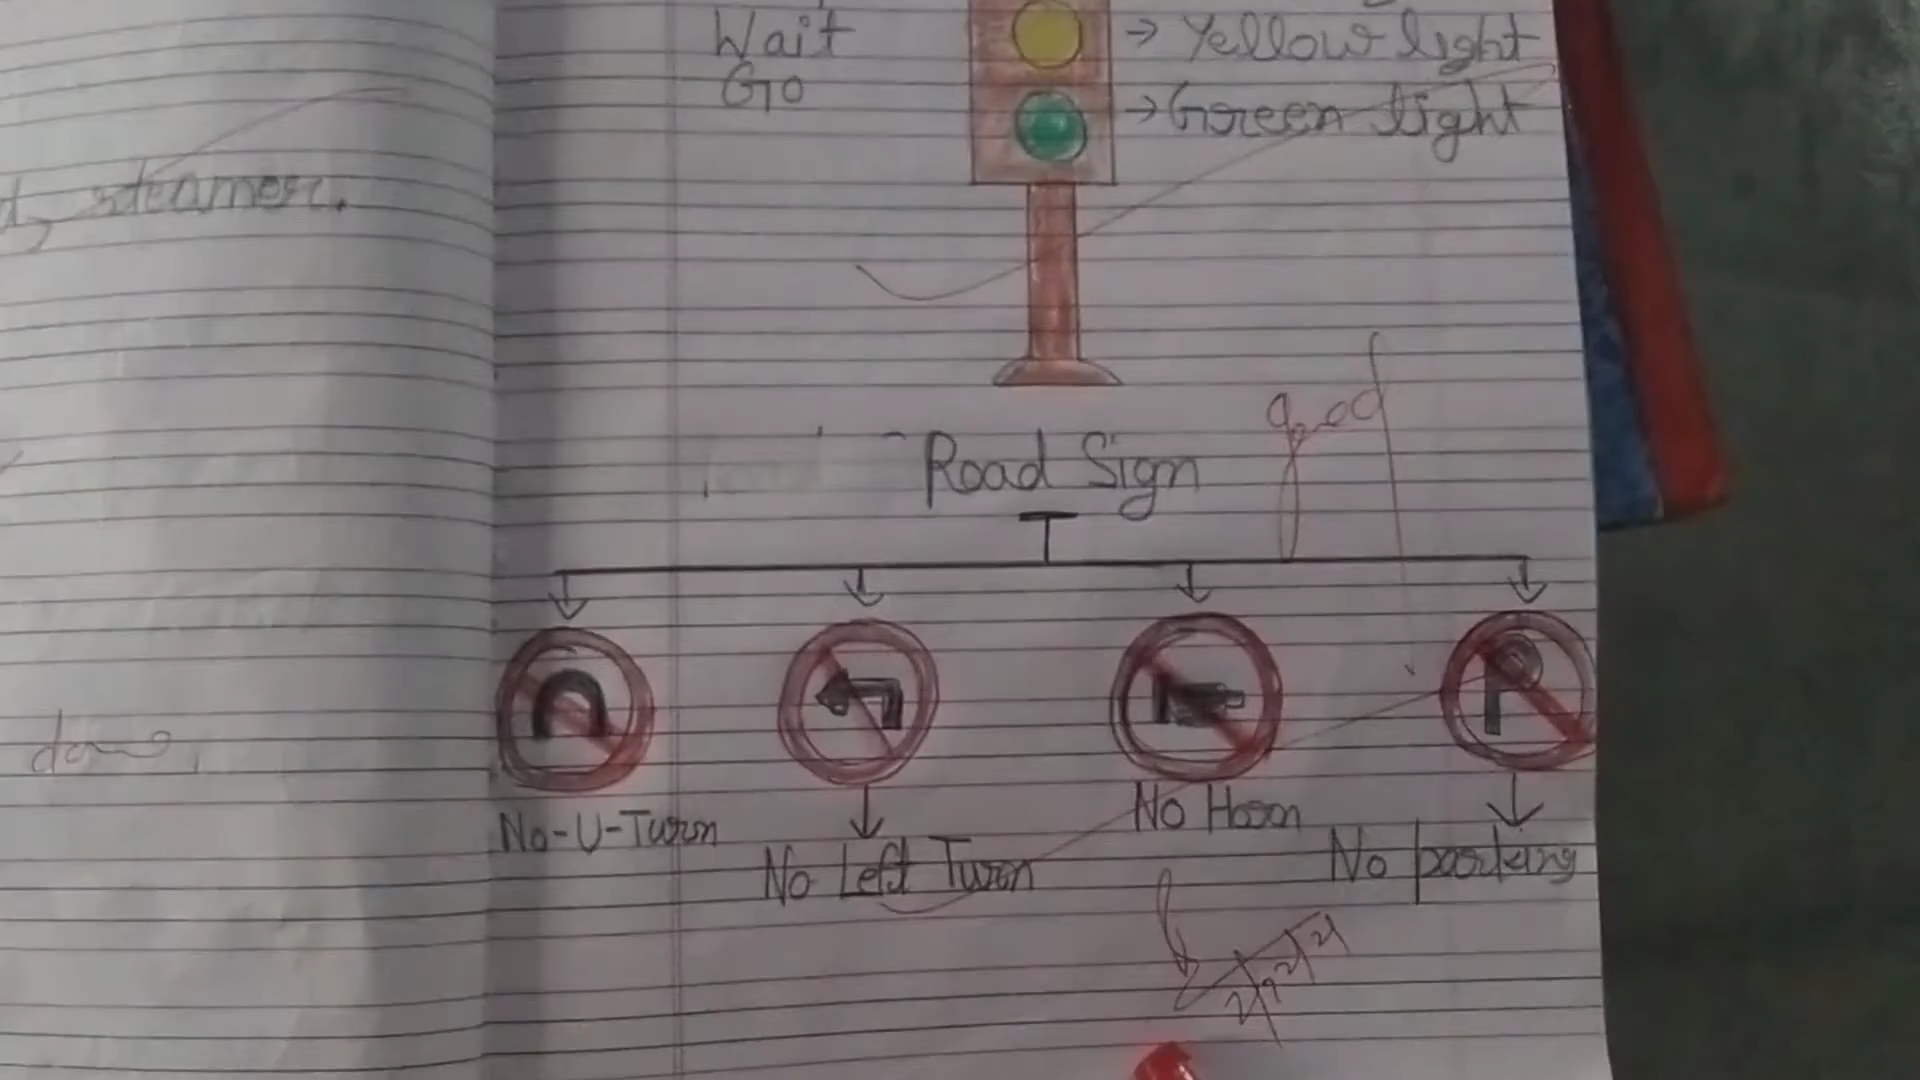 steamer.
done,
Wait
Go
→ Yellow light
→ Green light
good
Road Sign
No-U-Turn
No Left Turn
No Horn
No parking